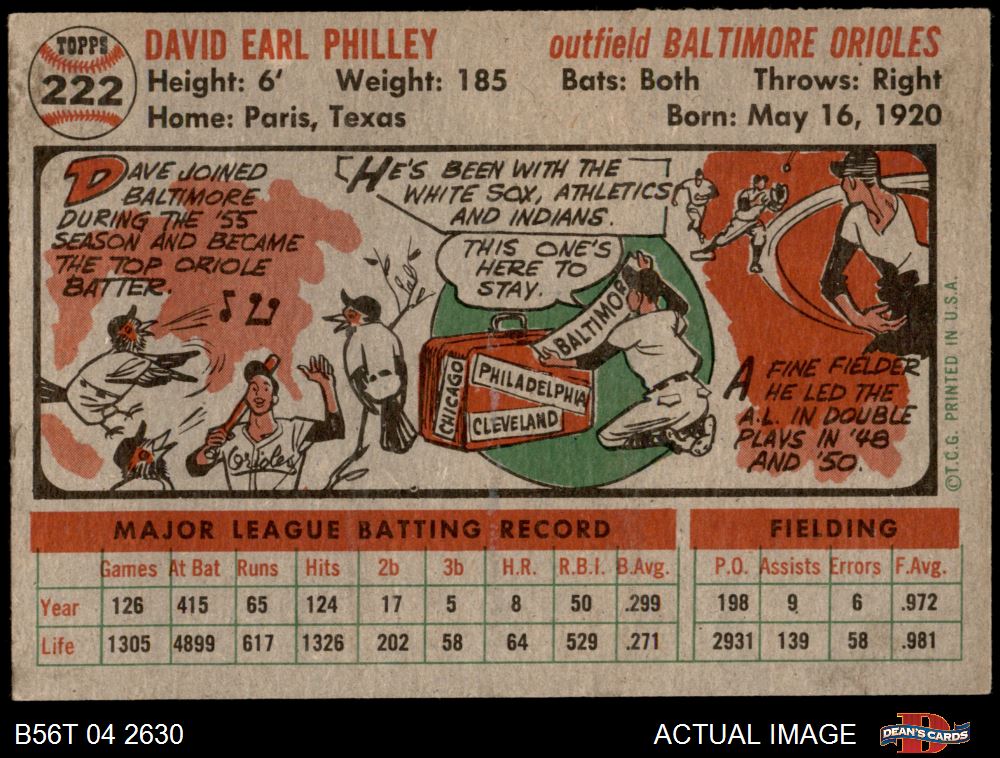 TOPPS
222
DAVID EARL PHILLEY
outfield BALTIMORE ORIOLES
Height: 6' Weight: 185 Bats: Both Throws: Right
Home: Paris, Texas Born: May 16, 1920
DAVE JOINED
BALTIMORE
DURING THE '55
SEASON AND BECAME
THE TOP ORIOLE
BATTER.
Orioles
HE'S BEEN WITH THE
WHITE SOX, ATHLETICS
AND INDIANS.
THIS ONE'S
HERE TO
STAY.
BALTIMORE
CHICAGO
PHILADELPHIA
CLEVELAND
A FINE FIELDER
HE LED THE
A.L. IN DOUBLE
PLAYS IN '48
AND '50.
©T.C.G. PRINTED IN U.S.A.
MAJOR LEAGUE BATTING RECORD FIELDING
Games At Bat Runs Hits 2b 3b H.R. R.B.I. B.Avg. P.O. Assists Errors F.Avg.
Year 126 415 65 124 17 5 8 50 .299 198 9 6 .972
Life 1305 4899 617 1326 202 58 64 529 .271 2931 139 58 .981
B56T 04 2630 ACTUAL IMAGE
D
DEAN'S CARDS